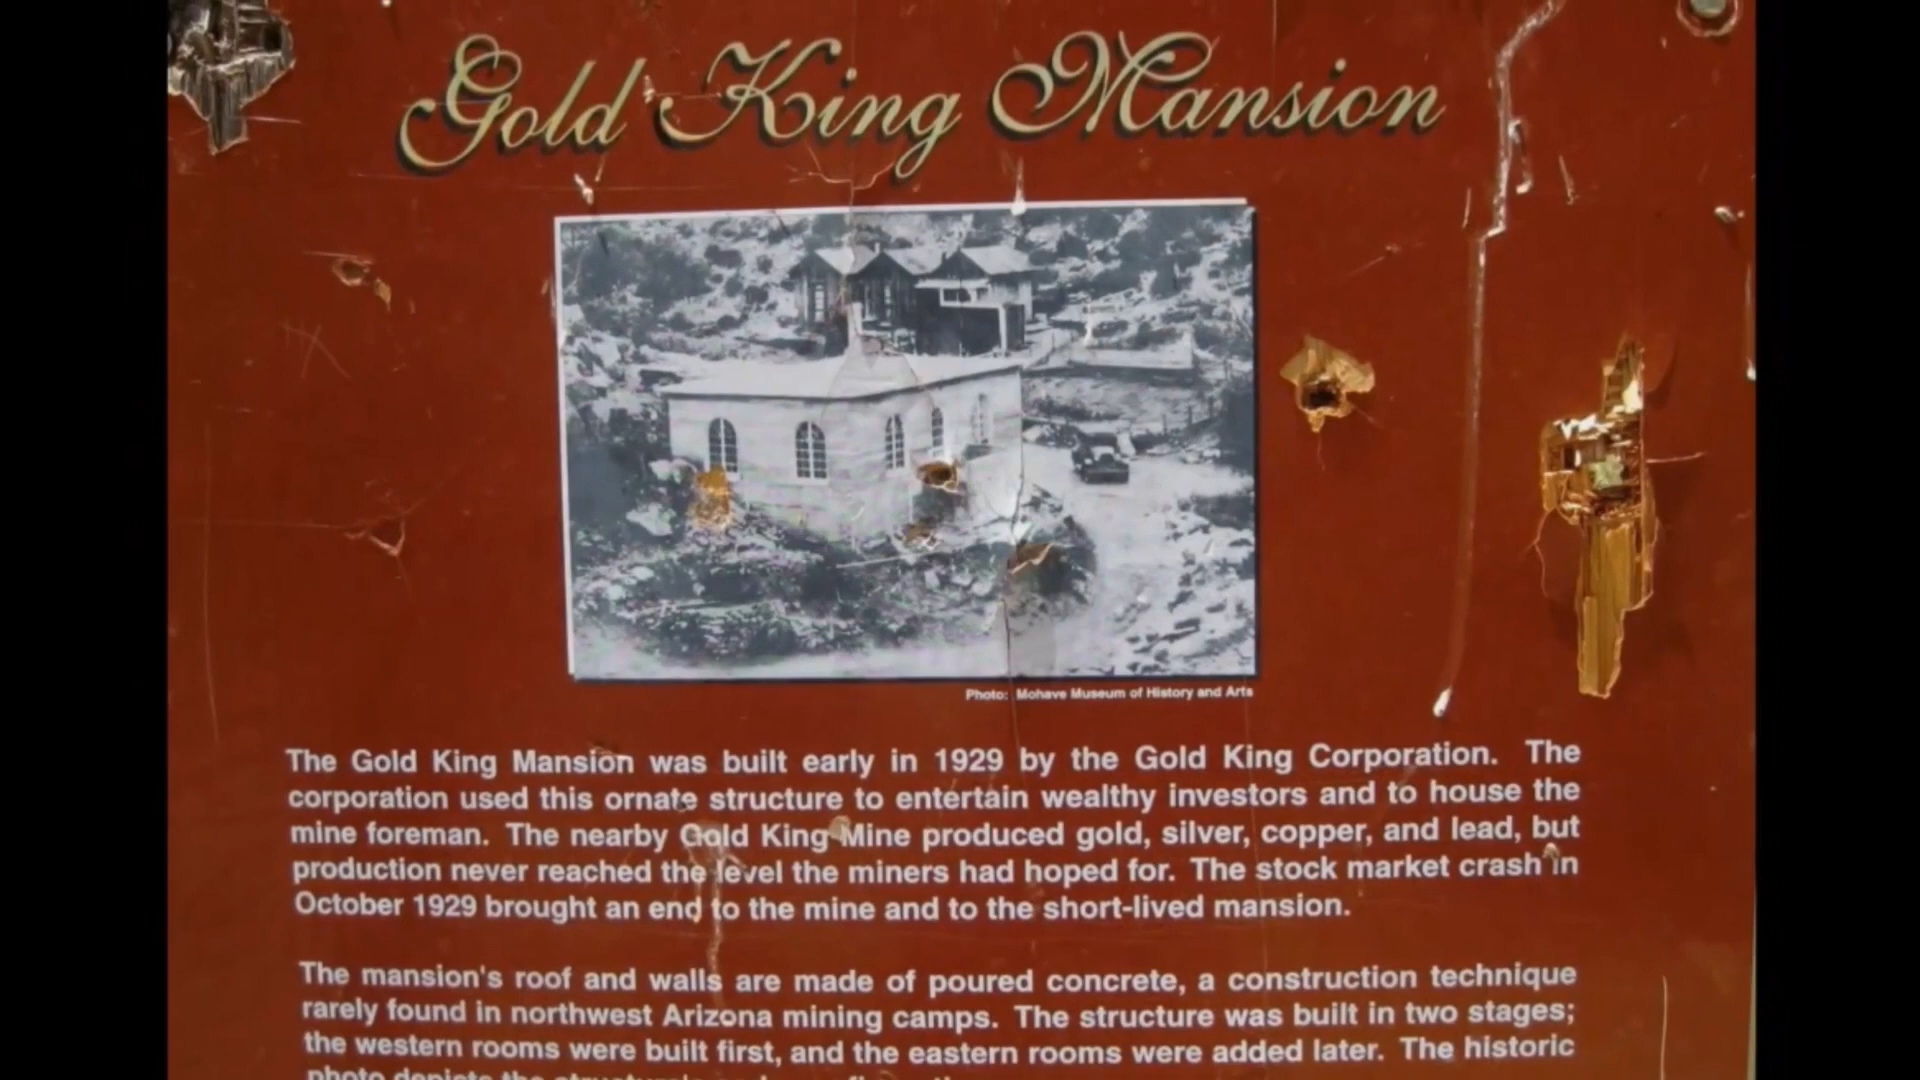 Gold King Mansion
Photo: Mohave Museum of History and Arts
The Gold King Mansion was built early in 1929 by the Gold King Corporation. The
corporation used this ornate structure to entertain wealthy investors and to house the
mine foreman. The nearby Gold King Mine produced gold, silver, copper, and lead, but
production never reached the level the miners had hoped for. The stock market crash in
October 1929 brought an end to the mine and to the short-lived mansion.
The mansion's roof and walls are made of poured concrete, a construction technique
rarely found in northwest Arizona mining camps. The structure was built in two stages;
the western rooms were built first, and the eastern rooms were added later. The historic
photo depicts the structure's